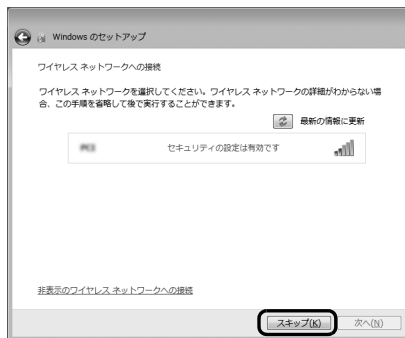 Windows のセットアップ
ワイヤレス ネットワークへの接続
ワイヤレス ネットワークを選択してください。ワイヤレス ネットワークの詳細がわからない場
合、この手順を省略して後で実行することができます。
最新の情報に更新
セキュリティの設定は有効です
非表示のワイヤレス ネットワークへの接続
スキップ(K) 次へ(N)